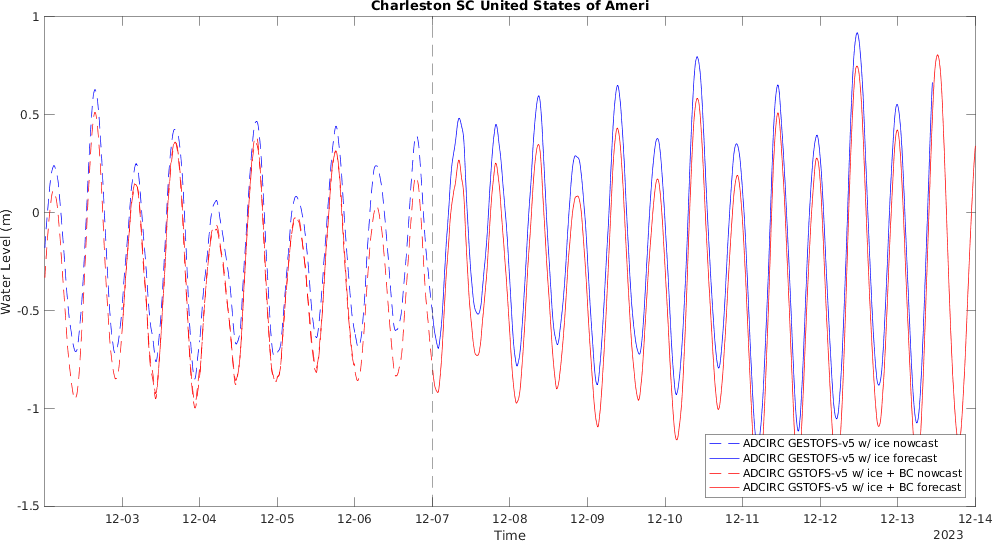 Charleston SC United States of Ameri
1
0.5
0
-0.5
-1
-1.5
Water Level (m)
12-03 12-04 12-05 12-06 12-07 12-08 12-09 12-10 12-11 12-12 12-13 12-14
Time
2023
ADCIRC GESTOFS-v5 w/ ice nowcast
ADCIRC GESTOFS-v5 w/ ice forecast
ADCIRC GSTOFS-v5 w/ ice + BC nowcast
ADCIRC GSTOFS-v5 w/ ice + BC forecast